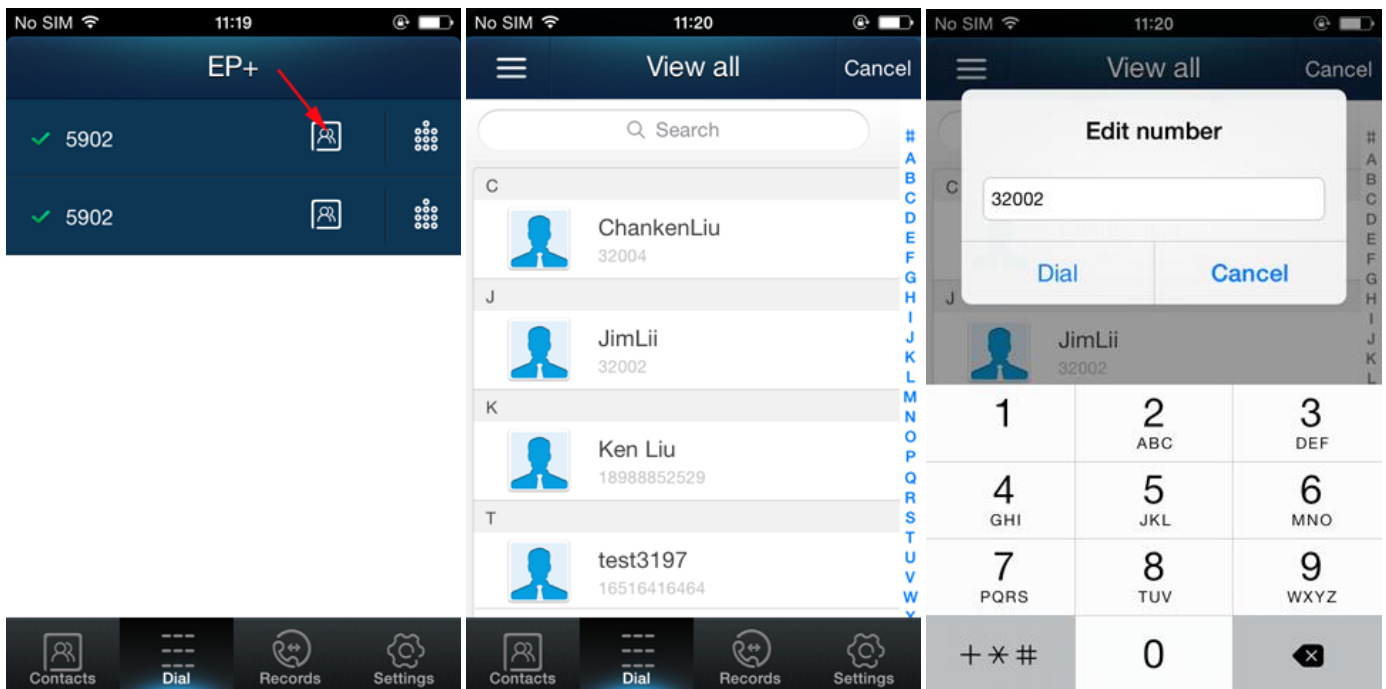 No SIM 11:19
EP+
5902
5902
Contacts Dial Records Settings
No SIM 11:20
View all Cancel
Search
#
A
B
C
D
E
F
G
H
I
J
K
L
M
N
O
P
Q
R
S
T
U
V
W
X
C
ChankenLiu
32004
J
JimLii
32002
K
Ken Liu
18988852529
T
test3197
16516416464
Contacts Dial Records Settings
No SIM 11:20
View all Cancel
Edit number
32002
Dial Cancel
#
A
B
C
D
E
F
G
H
I
J
K
L
C
J
JimLii
32002
1 2 3
ABC DEF
4 5 6
GHI JKL MNO
7 8 9
PQRS TUV WXYZ
+*# 0